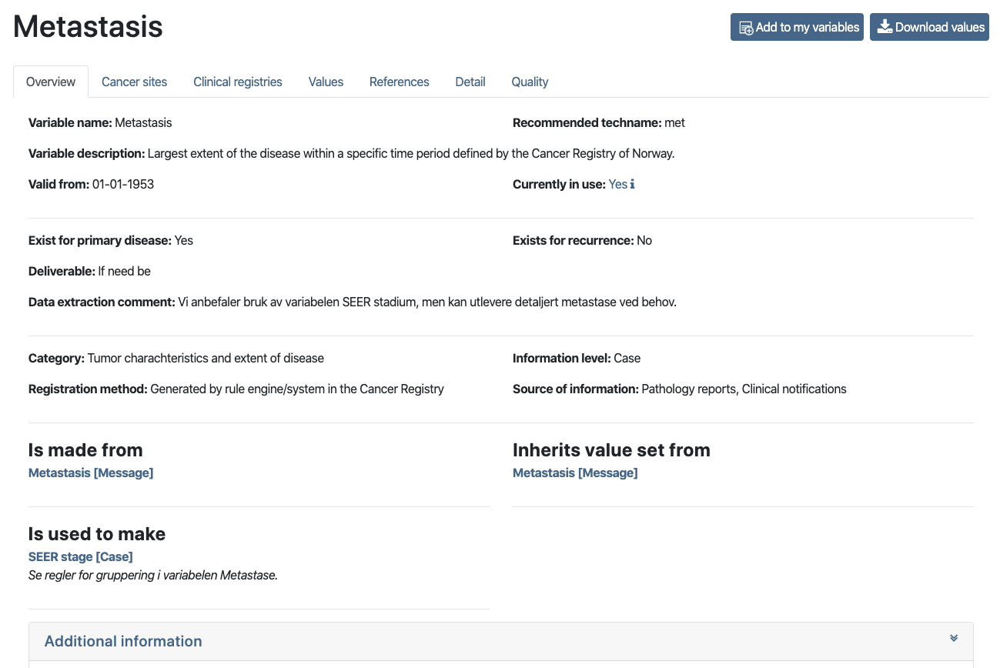 Metastasis
Add to my variables
Download values
Overview
Cancer sites
Clinical registries
Values
References
Detail
Quality
Variable name: Metastasis
Recommended techname: met
Variable description: Largest extent of the disease within a specific time period defined by the Cancer Registry of Norway.
Valid from: 01-01-1953
Currently in use: Yes
Exist for primary disease: Yes
Exists for recurrence: No
Deliverable: If need be
Data extraction comment: Vi anbefaler bruk av variabelen SEER stadium, men kan utlevere detaljert metastase ved behov.
Category: Tumor charachteristics and extent of disease
Information level: Case
Registration method: Generated by rule engine/system in the Cancer Registry
Source of information: Pathology reports, Clinical notifications
Is made from
Metastasis [Message]
Inherits value set from
Metastasis [Message]
Is used to make
SEER stage [Case]
Se regler for gruppering i variabelen Metastase.
Additional information